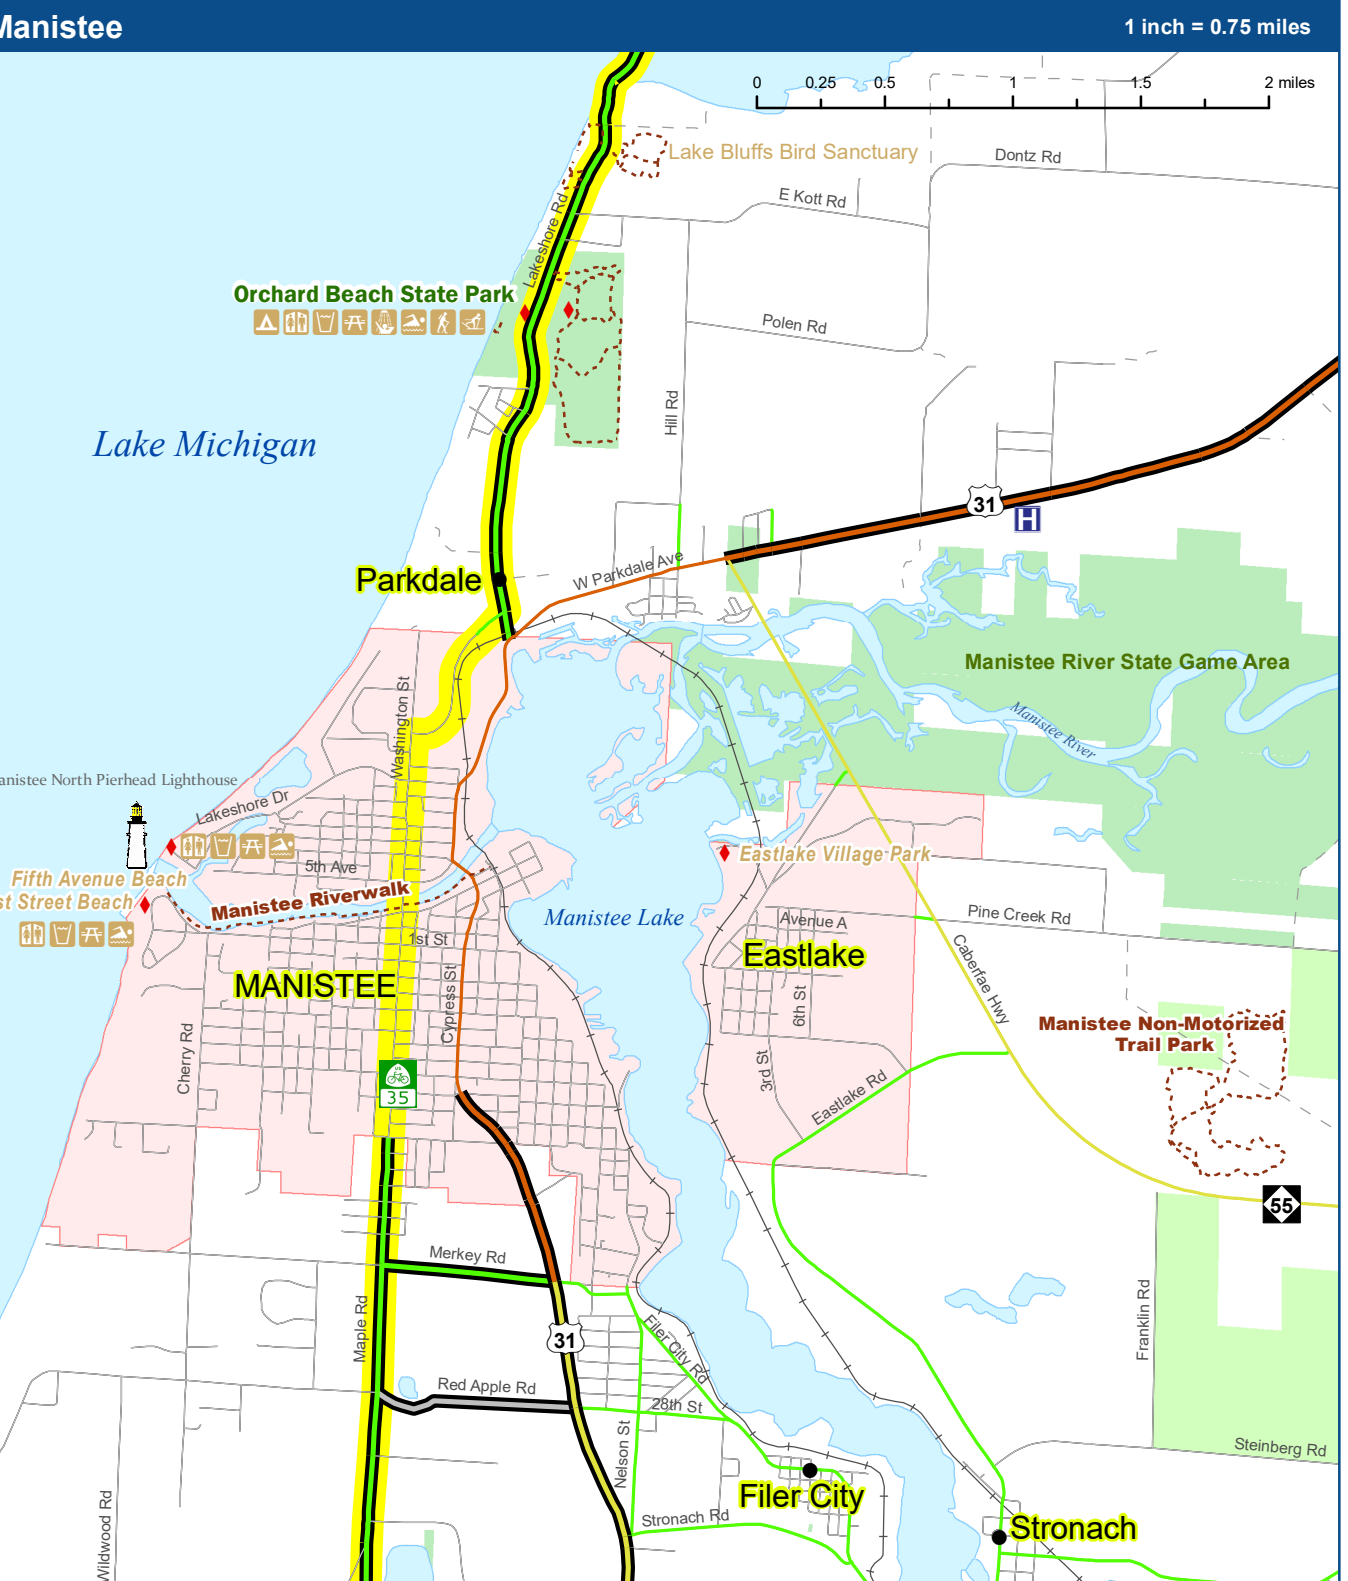 Manistee
1 inch = 0.75 miles
0 0.25 0.5 1 1.5 2 miles
Lake Bluffs Bird Sanctuary
Dontz Rd
E Kott Rd
Lakeshore Rd
Orchard Beach State Park
Polen Rd
Hill Rd
Lake Michigan
31
H
W Parkdale Ave
Parkdale
Manistee River State Game Area
Manistee River
Washington St
anistee North Pierhead Lighthouse
Lakeshore Dr
5th Ave
Fifth Avenue Beach
st Street Beach
Manistee Riverwalk
Eastlake Village Park
Manistee Lake
Avenue A
Pine Creek Rd
1st St
Eastlake
Caberfae Hwy
MANISTEE
Cypress St
6th St
Manistee Non-Motorized
Trail Park
Cherry Rd
3rd St
Eastlake Rd
US
35
55
Merkey Rd
Maple Rd
31
Filer City Rd
Franklin Rd
Red Apple Rd
28th St
Nelson St
Steinberg Rd
Filer City
Wildwood Rd
Stronach Rd
Stronach